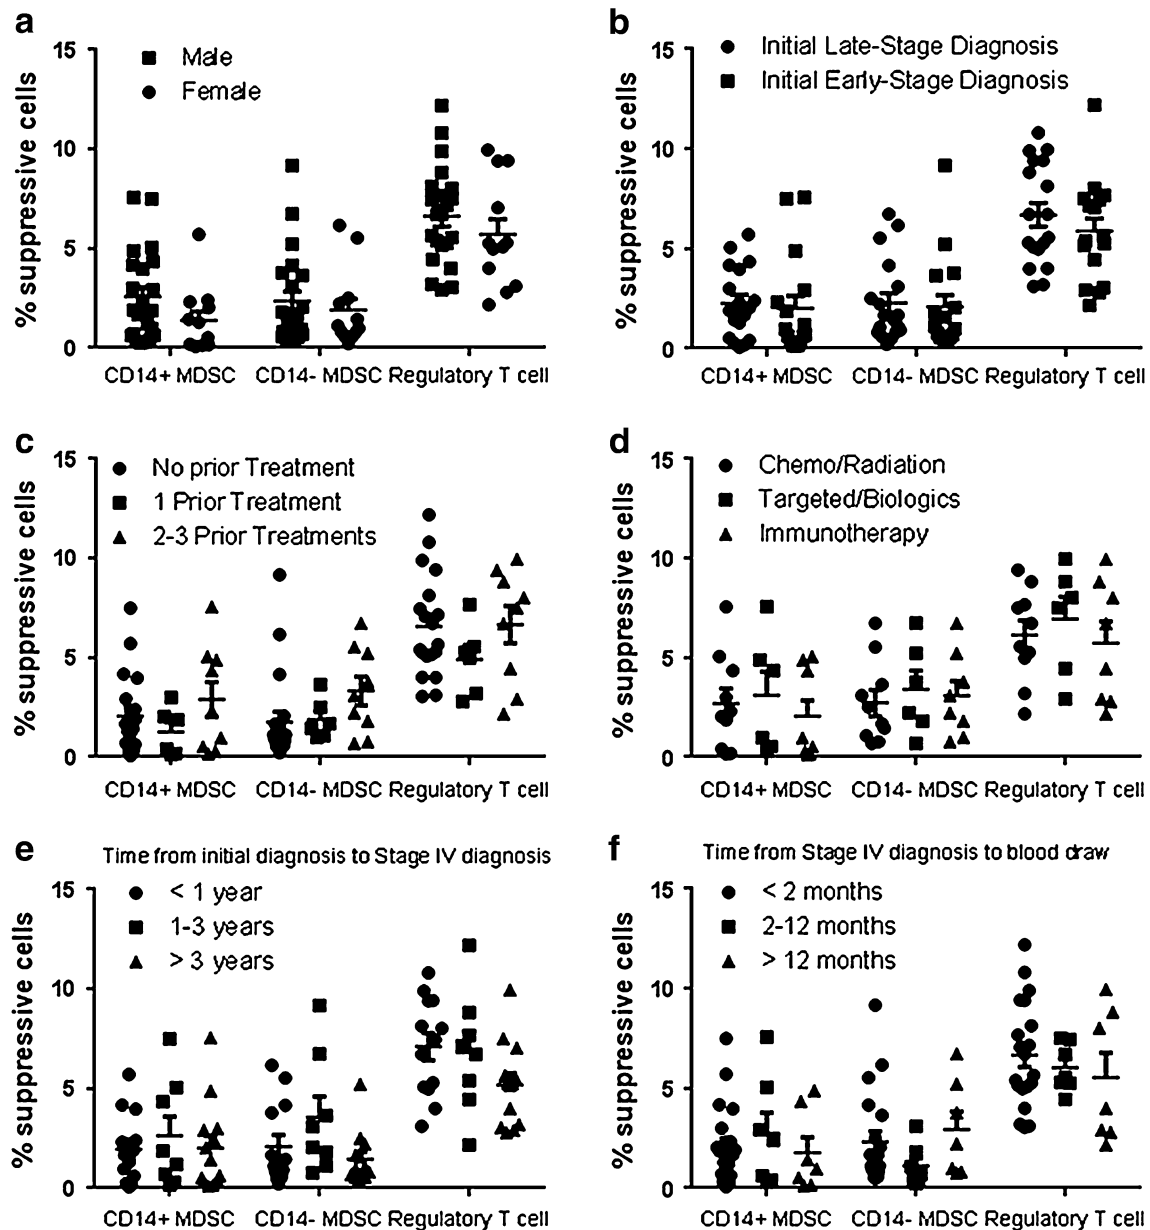 a
15
10
5
0
% suppressive cells
Male
Female
CD14+ MDSC CD14- MDSC Regulatory T cell
b
15
10
5
0
% suppressive cells
Initial Late-Stage Diagnosis
Initial Early-Stage Diagnosis
CD14+ MDSC CD14- MDSC Regulatory T cell
c
15
10
5
0
% suppressive cells
No prior Treatment
1 Prior Treatment
2-3 Prior Treatments
CD14+ MDSC CD14- MDSC Regulatory T cell
d
15
10
5
0
% suppressive cells
Chemo/Radiation
Targeted/Biologics
Immunotherapy
CD14+ MDSC CD14- MDSC Regulatory T cell
e
Time from initial diagnosis to Stage IV diagnosis
15
10
5
0
% suppressive cells
< 1 year
1-3 years
> 3 years
CD14+ MDSC CD14- MDSC Regulatory T cell
f
Time from Stage IV diagnosis to blood draw
15
10
5
0
% suppressive cells
< 2 months
2-12 months
> 12 months
CD14+ MDSC CD14- MDSC Regulatory T cell